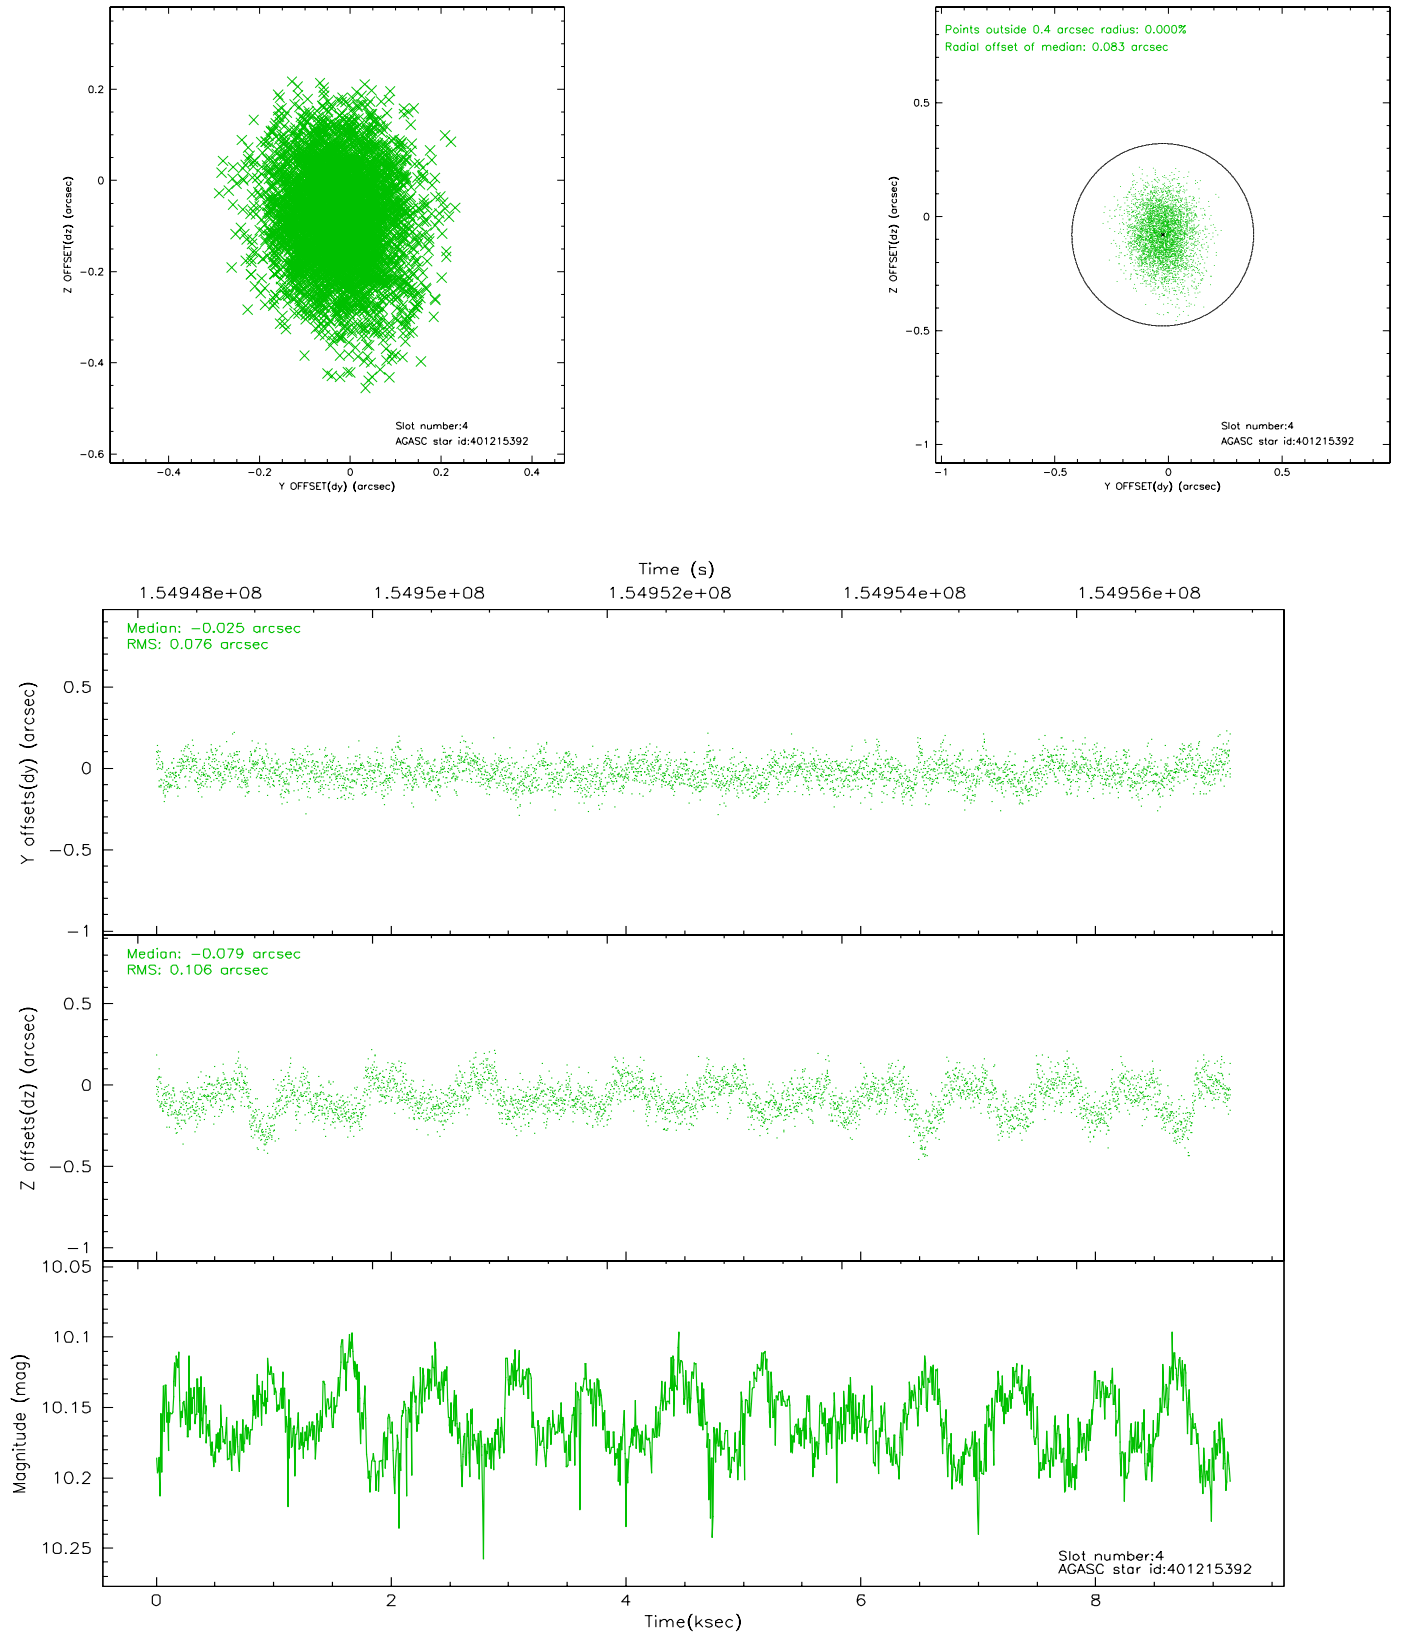 0.2
0
-0.2
-0.4
-0.6
Z OFFSET(dz) (arcsec)
-0.4
-0.2
0
0.2
0.4
Y OFFSET(dy) (arcsec)
Slot number:4
AGASC star id:401215392
Points outside 0.4 arcsec radius: 0.000%
Radial offset of median: 0.083 arcsec
0.5
0
-0.5
-1
Z OFFSET(dz) (arcsec)
-1
-0.5
0
0.5
Y OFFSET(dy) (arcsec)
Slot number:4
AGASC star id:401215392
Time (s)
1.54948e+08
1.5495e+08
1.54952e+08
1.54954e+08
1.54956e+08
Median: -0.025 arcsec
RMS: 0.076 arcsec
0.5
0
-0.5
-1
Y offsets(dy) (arcsec)
Median: -0.079 arcsec
RMS: 0.106 arcsec
0.5
0
-0.5
-1
Z offsets(dz) (arcsec)
10.05
10.1
10.15
10.2
10.25
Magnitude (mag)
Slot number:4
AGASC star id:401215392
0
2
4
6
8
Time(ksec)